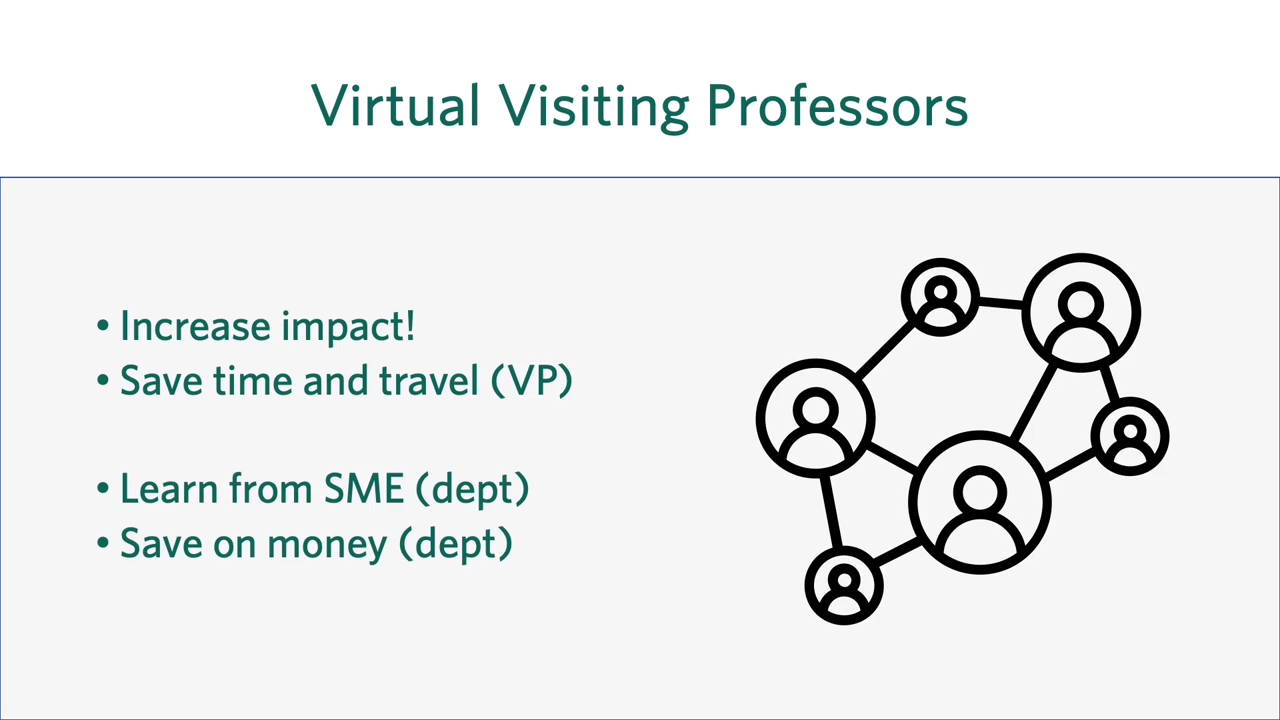 Virtual Visiting Professors
• Increase impact!
• Save time and travel (VP)
• Learn from SME (dept)
• Save on money (dept)